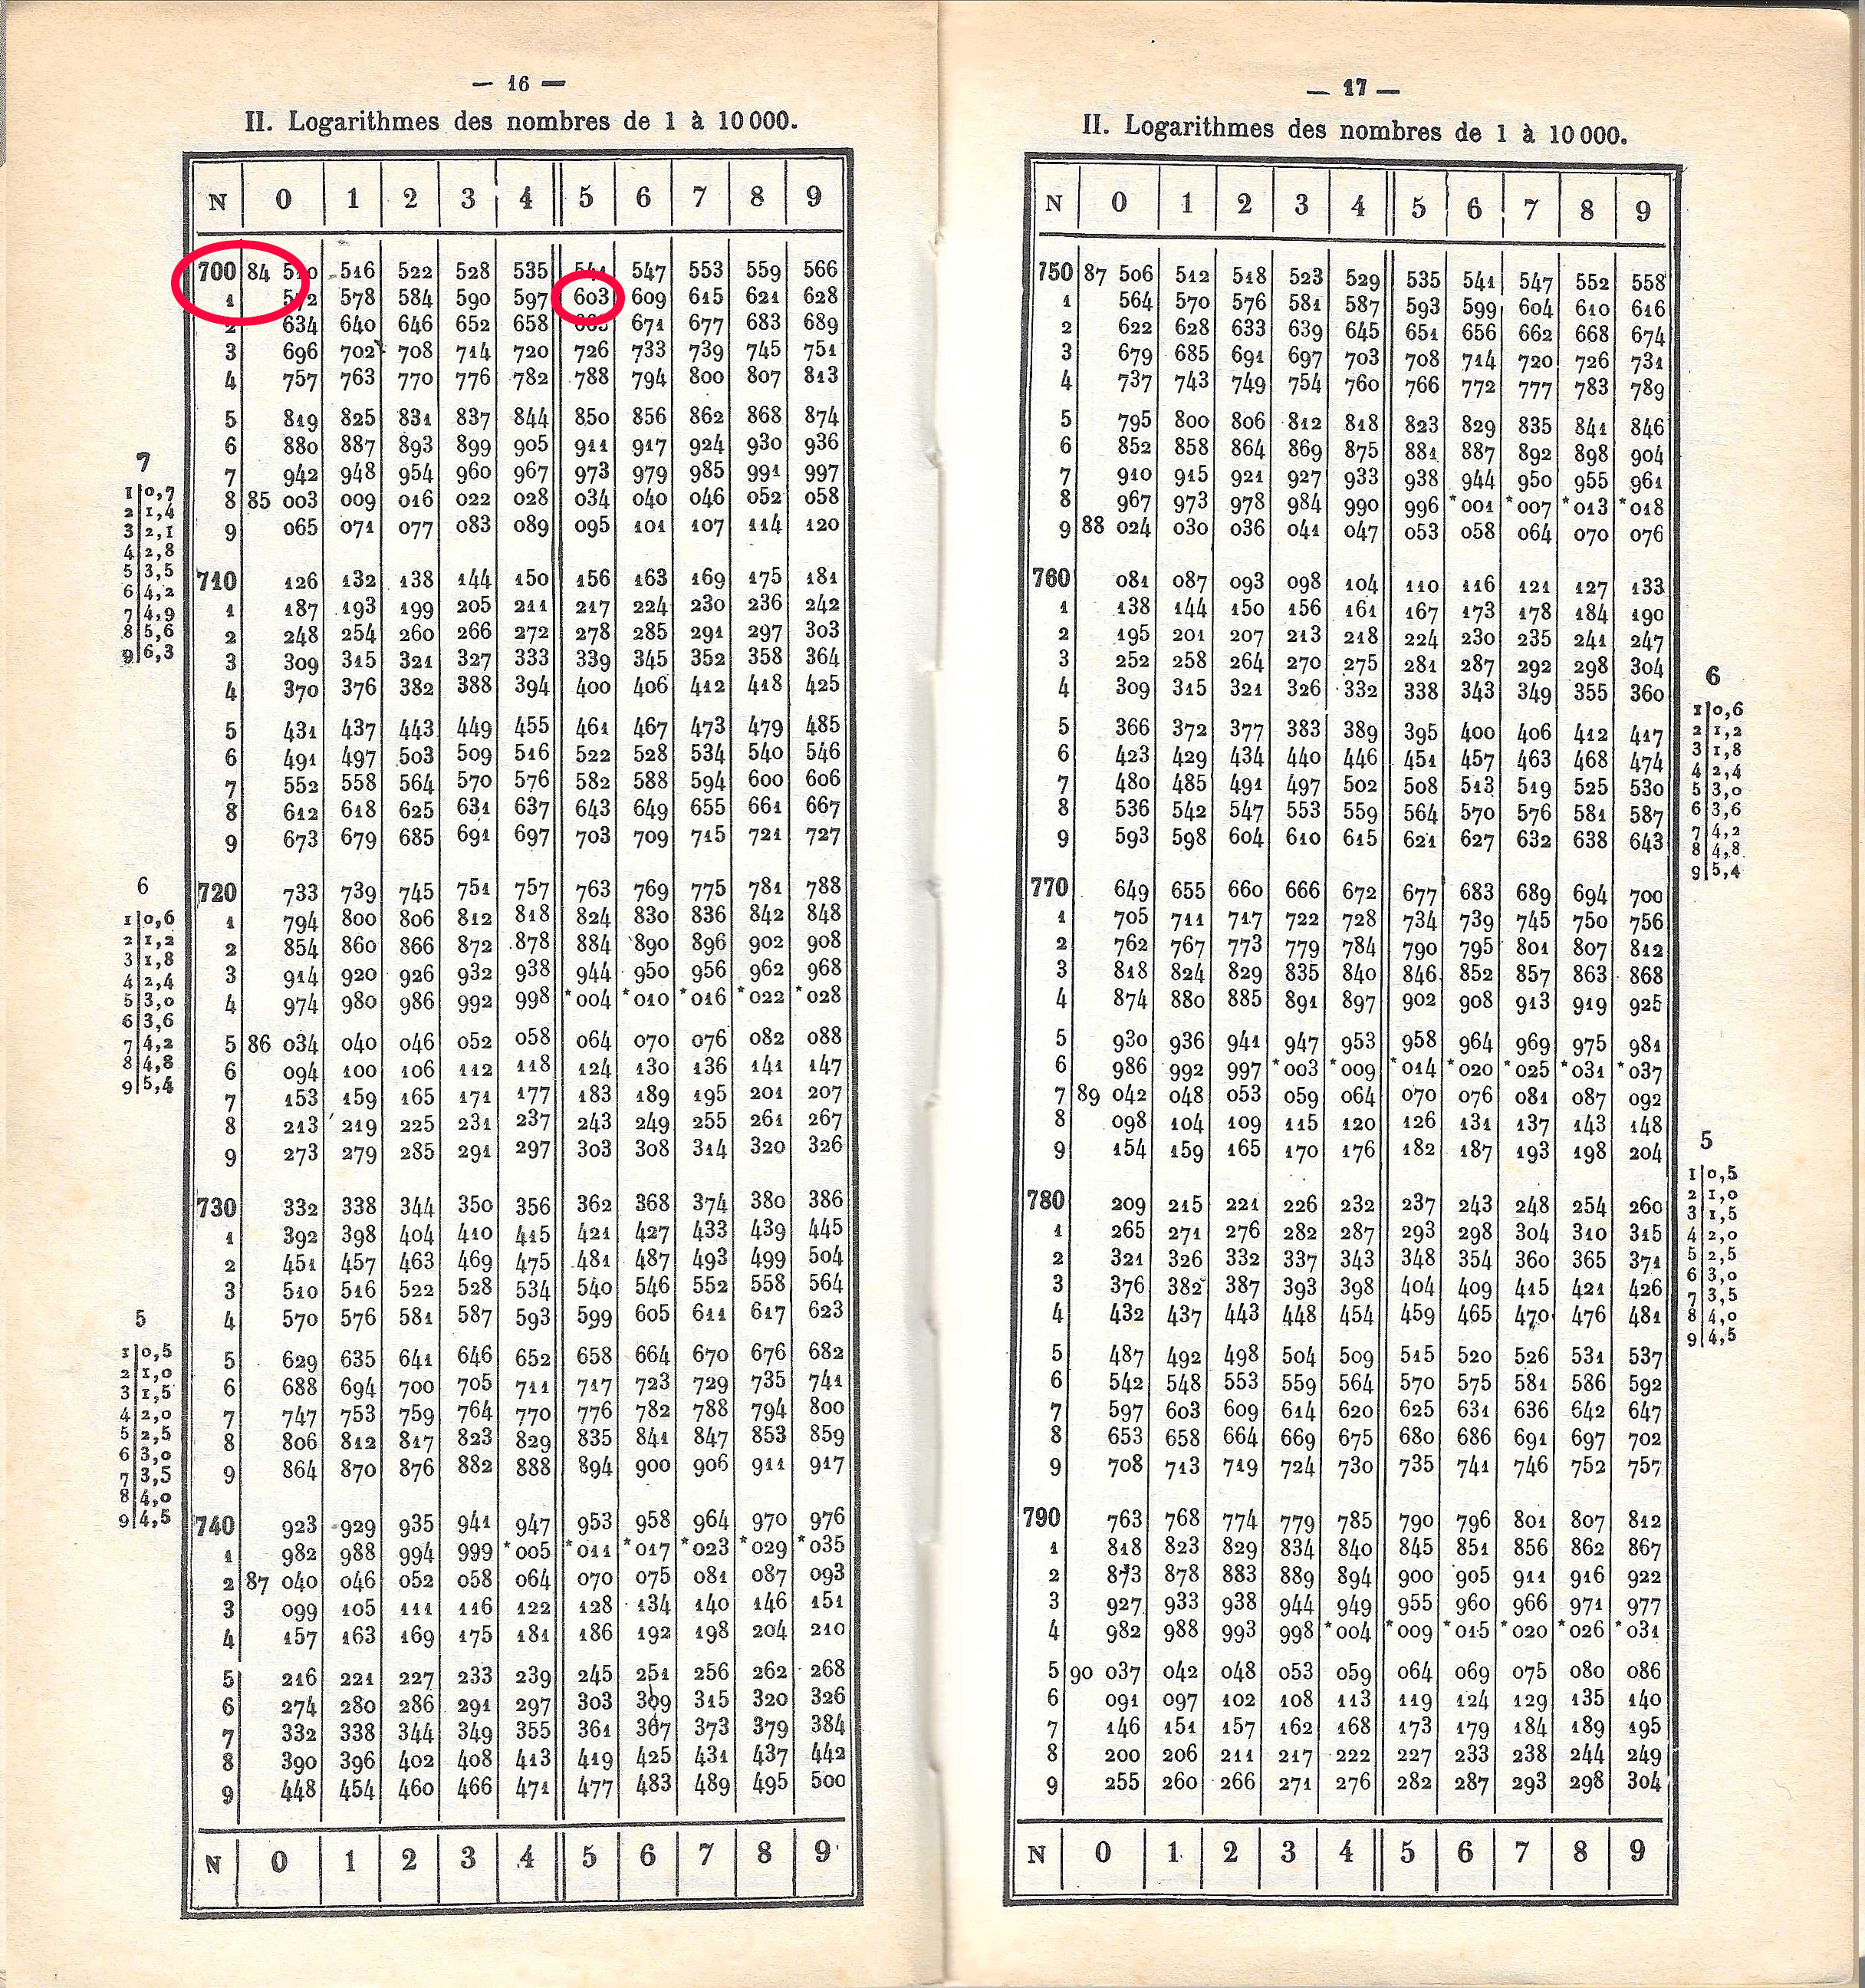 — 16 —
II. Logarithmes des nombres de 1 à 10 000.
N 0 1 2 3 4 5 6 7 8 9
700 84 510 516 522 528 535 541 547 553 559 566
1 572 578 584 590 597 603 609 615 621 628
2 634 640 646 652 658 665 671 677 683 689
3 696 702 708 714 720 726 733 739 745 751
4 757 763 770 776 782 788 794 800 807 813
5 819 825 831 837 844 850 856 862 868 874
6 880 887 893 899 905 911 917 924 930 936
7 942 948 954 960 967 973 979 985 991 997
8 85 003 009 016 022 028 034 040 046 052 058
9 065 071 077 083 089 095 101 107 114 120
710 126 132 138 144 150 156 163 169 175 181
1 187 193 199 205 211 217 224 230 236 242
2 248 254 260 266 272 278 285 291 297 303
3 309 315 321 327 333 339 345 352 358 364
4 370 376 382 388 394 400 406 412 418 425
5 431 437 443 449 455 461 467 473 479 485
6 491 497 503 509 516 522 528 534 540 546
7 552 558 564 570 576 582 588 594 600 606
8 612 618 625 631 637 643 649 655 661 667
9 673 679 685 691 697 703 709 715 721 727
720 733 739 745 751 757 763 769 775 781 788
1 794 800 806 812 818 824 830 836 842 848
2 854 860 866 872 878 884 890 896 902 908
3 914 920 926 932 938 944 950 956 962 968
4 974 980 986 992 998 *004 *010 *016 *022 *028
5 86 034 040 046 052 058 064 070 076 082 088
6 094 100 106 112 118 124 130 136 141 147
7 153 159 165 171 177 183 189 195 201 207
8 213 219 225 231 237 243 249 255 261 267
9 273 279 285 291 297 303 308 314 320 326
730 332 338 344 350 356 362 368 374 380 386
1 392 398 404 410 415 421 427 433 439 445
2 451 457 463 469 475 481 487 493 499 504
3 510 516 522 528 534 540 546 552 558 564
4 570 576 581 587 593 599 605 611 617 623
5 629 635 641 646 652 658 664 670 676 682
6 688 694 700 705 711 717 723 729 735 741
7 747 753 759 764 770 776 782 788 794 800
8 806 812 817 823 829 835 841 847 853 859
9 864 870 876 882 888 894 900 906 911 917
740 923 929 935 941 947 953 958 964 970 976
1 982 988 994 999 *005 *011 *017 *023 *029 *035
2 87 040 046 052 058 064 070 075 081 087 093
3 099 105 111 116 122 128 134 140 146 151
4 157 163 169 175 181 186 192 198 204 210
5 216 221 227 233 239 245 251 256 262 268
6 274 280 286 291 297 303 309 315 320 326
7 332 338 344 349 355 361 367 373 379 384
8 390 396 402 408 413 419 425 431 437 442
9 448 454 460 466 471 477 483 489 495 500
N 0 1 2 3 4 5 6 7 8 9
7
1 0,7
2 1,4
3 2,1
4 2,8
5 3,5
6 4,2
7 4,9
8 5,6
9 6,3
6
1 0,6
2 1,2
3 1,8
4 2,4
5 3,0
6 3,6
7 4,2
8 4,8
9 5,4
5
1 0,5
2 1,0
3 1,5
4 2,0
5 2,5
6 3,0
7 3,5
8 4,0
9 4,5
— 17 —
II. Logarithmes des nombres de 1 à 10 000.
N 0 1 2 3 4 5 6 7 8 9
750 87 506 512 518 523 529 535 541 547 552 558
1 564 570 576 581 587 593 599 604 610 616
2 622 628 633 639 645 651 656 662 668 674
3 679 685 691 697 703 708 714 720 726 731
4 737 743 749 754 760 766 772 777 783 789
5 795 800 806 812 818 823 829 835 841 846
6 852 858 864 869 875 881 887 892 898 904
7 910 915 921 927 933 938 944 950 955 961
8 967 973 978 984 990 996 *001 *007 *013 *018
9 88 024 030 036 041 047 053 058 064 070 076
760 081 087 093 098 104 110 116 121 127 133
1 138 144 150 156 161 167 173 178 184 190
2 195 201 207 213 218 224 230 235 241 247
3 252 258 264 270 275 281 287 292 298 304
4 309 315 321 326 332 338 343 349 355 360
5 366 372 377 383 389 395 400 406 412 417
6 423 429 434 440 446 451 457 463 468 474
7 480 485 491 497 502 508 513 519 525 530
8 536 542 547 553 559 564 570 576 581 587
9 593 598 604 610 615 621 627 632 638 643
770 649 655 660 666 672 677 683 689 694 700
1 705 711 717 722 728 734 739 745 750 756
2 762 767 773 779 784 790 795 801 807 812
3 818 824 829 835 840 846 852 857 863 868
4 874 880 885 891 897 902 908 913 919 925
5 930 936 941 947 953 958 964 969 975 981
6 986 992 997 *003 *009 *014 *020 *025 *031 *037
7 89 042 048 053 059 064 070 076 081 087 092
8 098 104 109 115 120 126 131 137 143 148
9 154 159 165 170 176 182 187 193 198 204
780 209 215 221 226 232 237 243 248 254 260
1 265 271 276 282 287 293 298 304 310 315
2 321 326 332 337 343 348 354 360 365 371
3 376 382 387 393 398 404 409 415 421 426
4 432 437 443 448 454 459 465 470 476 481
5 487 492 498 504 509 515 520 526 531 537
6 542 548 553 559 564 570 575 581 586 592
7 597 603 609 614 620 625 631 636 642 647
8 653 658 664 669 675 680 686 691 697 702
9 708 713 719 724 730 735 741 746 752 757
790 763 768 774 779 785 790 796 801 807 812
1 818 823 829 834 840 845 851 856 862 867
2 873 878 883 889 894 900 905 911 916 922
3 927 933 938 944 949 955 960 966 971 977
4 982 988 993 998 *004 *009 *015 *020 *026 *031
5 90 037 042 048 053 059 064 069 075 080 086
6 091 097 102 108 113 119 124 129 135 140
7 146 151 157 162 168 173 179 184 189 195
8 200 206 211 217 222 227 233 238 244 249
9 255 260 266 271 276 282 287 293 298 304
N 0 1 2 3 4 5 6 7 8 9
6
1 0,6
2 1,2
3 1,8
4 2,4
5 3,0
6 3,6
7 4,2
8 4,8
9 5,4
5
1 0,5
2 1,0
3 1,5
4 2,0
5 2,5
6 3,0
7 3,5
8 4,0
9 4,5